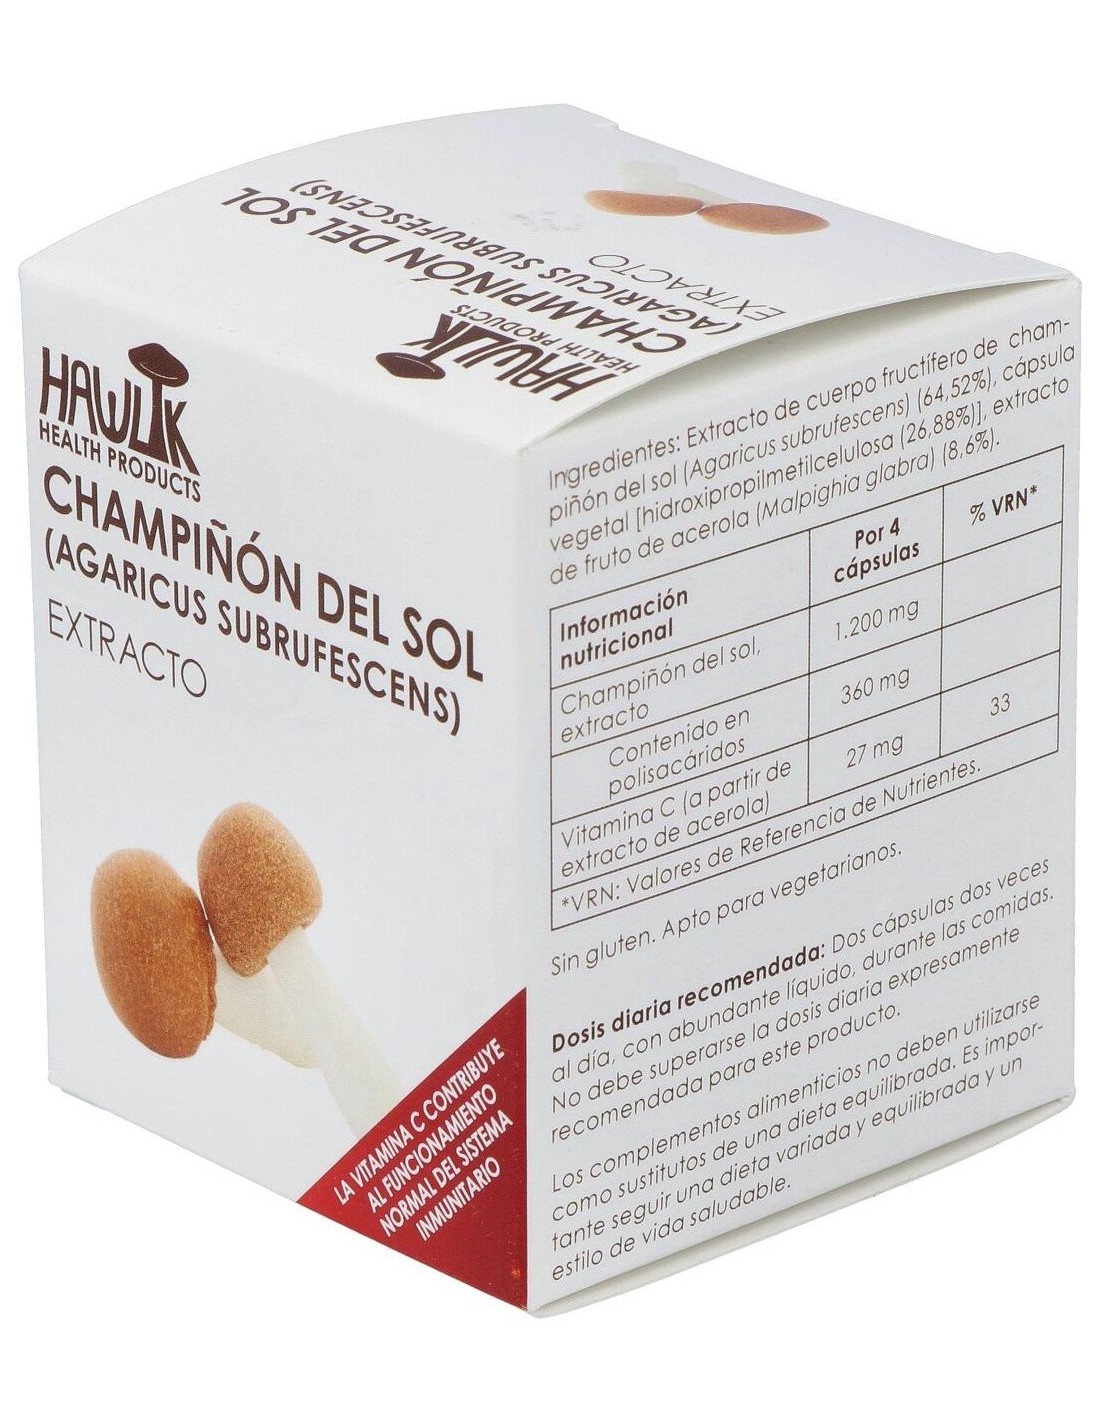 HAWLIK
HEALTH PRODUCTS
CHAMPIÑÓN DEL SOL
(AGARICUS SUBRUFESCENS)
EXTRACTO
HAWLIK
HEALTH PRODUCTS
CHAMPIÑÓN DEL SOL
(AGARICUS SUBRUFESCENS)
EXTRACTO
LA VITAMINA C CONTRIBUYE
AL FUNCIONAMIENTO
NORMAL DEL SISTEMA
INMUNITARIO
Ingredientes: Extracto de cuerpo fructífero de cham-
piñón del sol (Agaricus subrufescens) (64,52%), cápsula
vegetal [hidroxipropilmetilcelulosa (26,88%)], extracto
de fruto de acerola (Malpighia glabra) (8,6%).
Información
nutricional
Por 4
cápsulas
% VRN*
Champiñón del sol,
extracto
1.200 mg
Contenido en
polisacáridos
360 mg
Vitamina C (a partir de
extracto de acerola)
27 mg
33
*VRN: Valores de Referencia de Nutrientes.
Sin gluten. Apto para vegetarianos.
Dosis diaria recomendada: Dos cápsulas dos veces
al día, con abundante líquido, durante las comidas.
No debe superarse la dosis diaria expresamente
recomendada para este producto.
Los complementos alimenticios no deben utilizarse
como sustitutos de una dieta equilibrada. Es impor-
tante seguir una dieta variada y equilibrada y un
estilo de vida saludable.